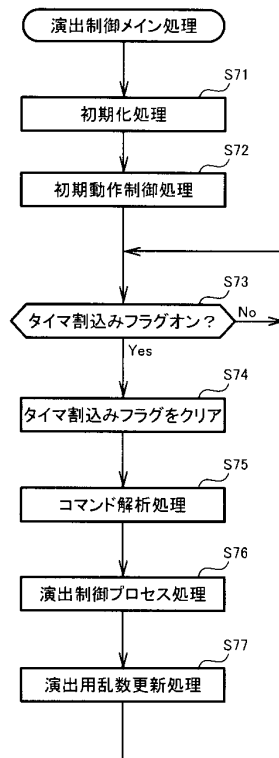 演出制御メイン処理
S71
初期化処理
S72
初期動作制御処理
S73
タイマ割込みフラグオン?
No
Yes
S74
タイマ割込みフラグをクリア
S75
コマンド解析処理
S76
演出制御プロセス処理
S77
演出用乱数更新処理